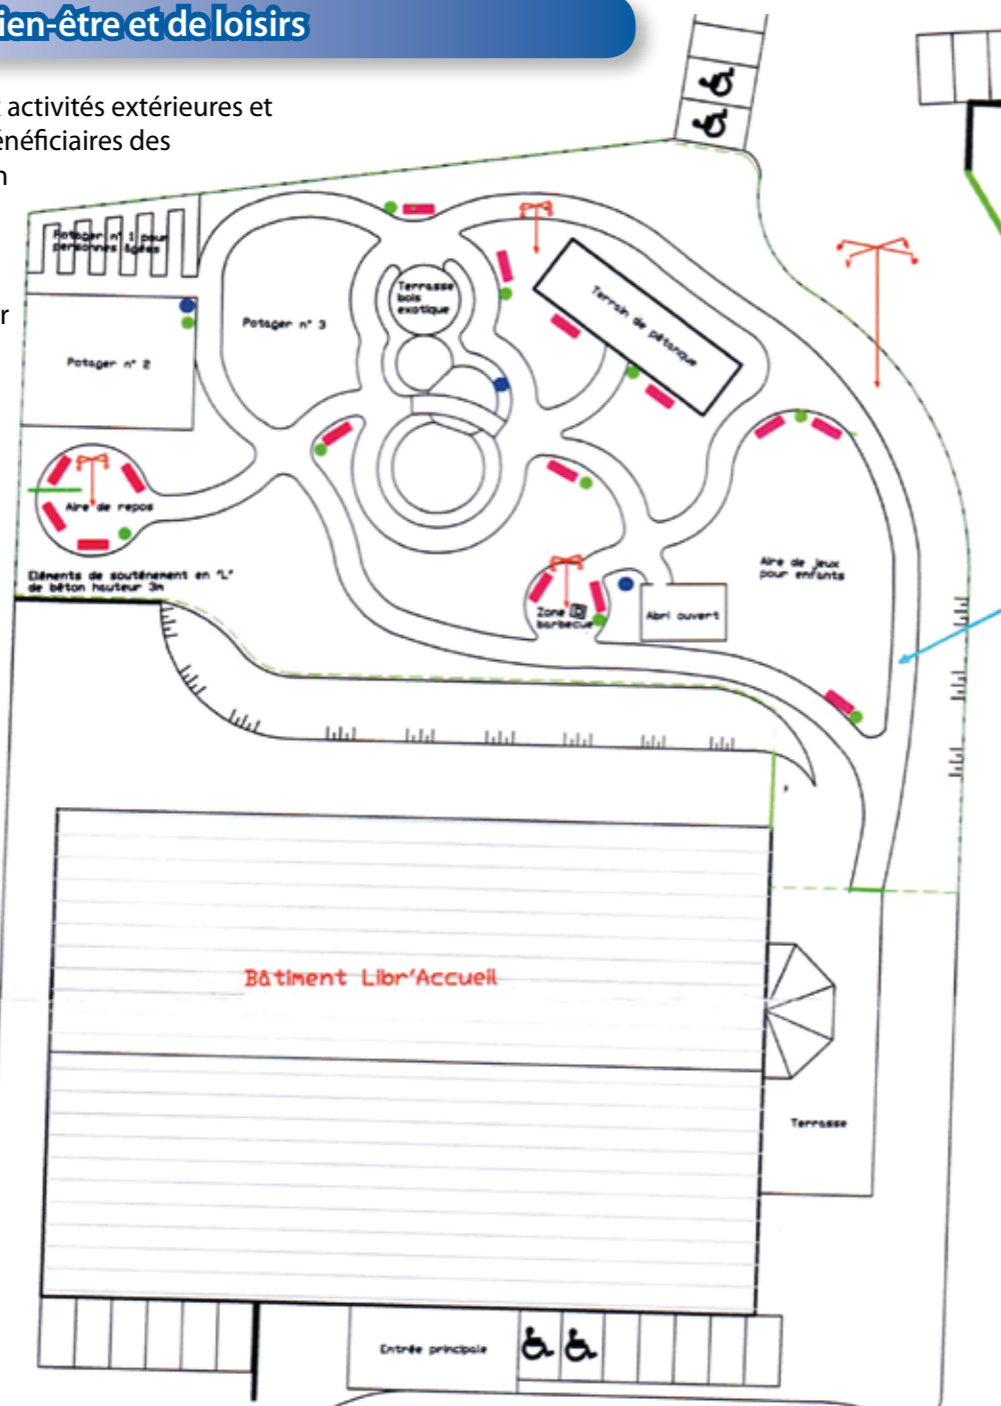 ien-être et de loisirs
t activités extérieures et
énéficiaires des
n
r
Potager n° 1 pour
personnes âgées
Potager n° 2
Potager n° 3
Terrasse
bois
exotique
Terrain de pétanque
Aire de repos
Eléments de souténement en "L"
de béton hauteur 3m
Zone
barbecue
Abri ouvert
Aire de jeux
pour enfants
Bâtiment Libr'Accueil
Terrasse
Entrée principale